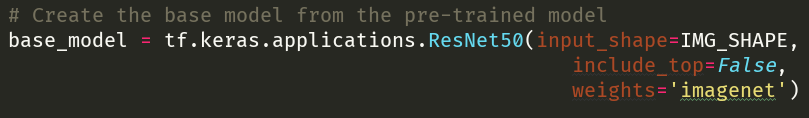 # Create the base model from the pre-trained model
base_model = tf.keras.applications.ResNet50(input_shape=IMG_SHAPE,
include_top=False,
weights='imagenet')